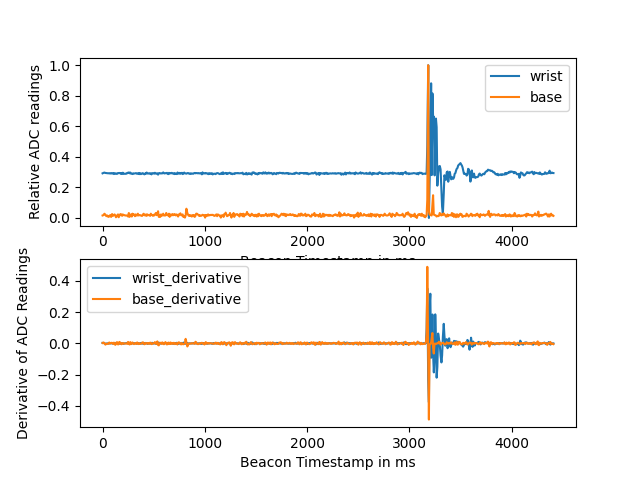 Relative ADC readings
1.0
0.8
0.6
0.4
0.2
0.0
wrist
base
0
1000
2000
3000
4000
Beacon Timestamp in ms
Derivative of ADC Readings
0.4
0.2
0.0
−0.2
−0.4
wrist_derivative
base_derivative
0
1000
2000
3000
4000
Beacon Timestamp in ms